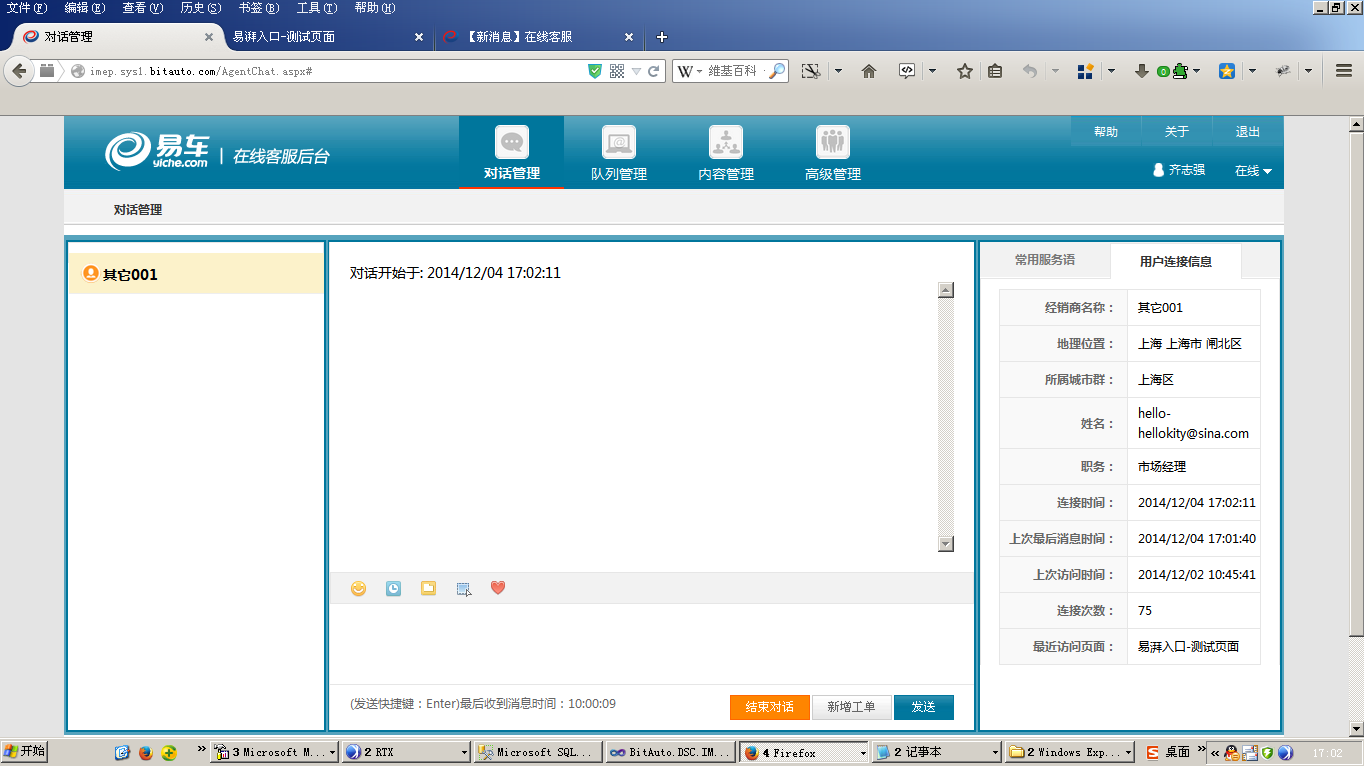 文件(F) 编辑(E) 查看(V) 历史(S) 书签(B) 工具(T) 帮助(H)
对话管理 易湃入口-测试页面 【新消息】在线客服
imep.sys1.bitauto.com/AgentChat.aspx# W 维基百科
易车 yiche.com | 在线客服后台
对话管理 队列管理 内容管理 高级管理
帮助 关于 退出
齐志强 在线
对话管理
其它001
对话开始于: 2014/12/04 17:02:11
(发送快捷键：Enter)最后收到消息时间：10:00:09
结束对话 新增工单 发送
常用服务语 用户连接信息
经销商名称： 其它001
地理位置： 上海 上海市 闸北区
所属城市群： 上海区
姓名： hello-
hellokity@sina.com
职务： 市场经理
连接时间： 2014/12/04 17:02:11
上次最后消息时间： 2014/12/04 17:01:40
上次访问时间： 2014/12/02 10:45:41
连接次数： 75
最近访问页面： 易湃入口-测试页面
开始 » 3 Microsoft M... 2 RTX Microsoft SQL... BitAuto.DSC.IM... 4 Firefox 2 记事本 2 Windows Exp... 桌面 » « 17:02